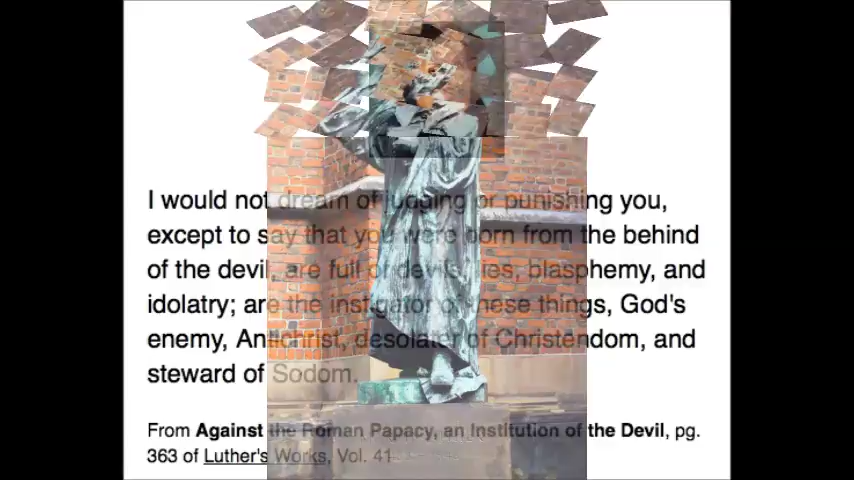 I would not dream of judging or punishing you,
except to say that you were born from the behind
of the devil, are full of devils, lies, blasphemy, and
idolatry; are the instigator of these things, God's
enemy, Antichrist, desolater of Christendom, and
steward of Sodom.
From Against the Roman Papacy, an Institution of the Devil, pg.
363 of Luther's Works, Vol. 41